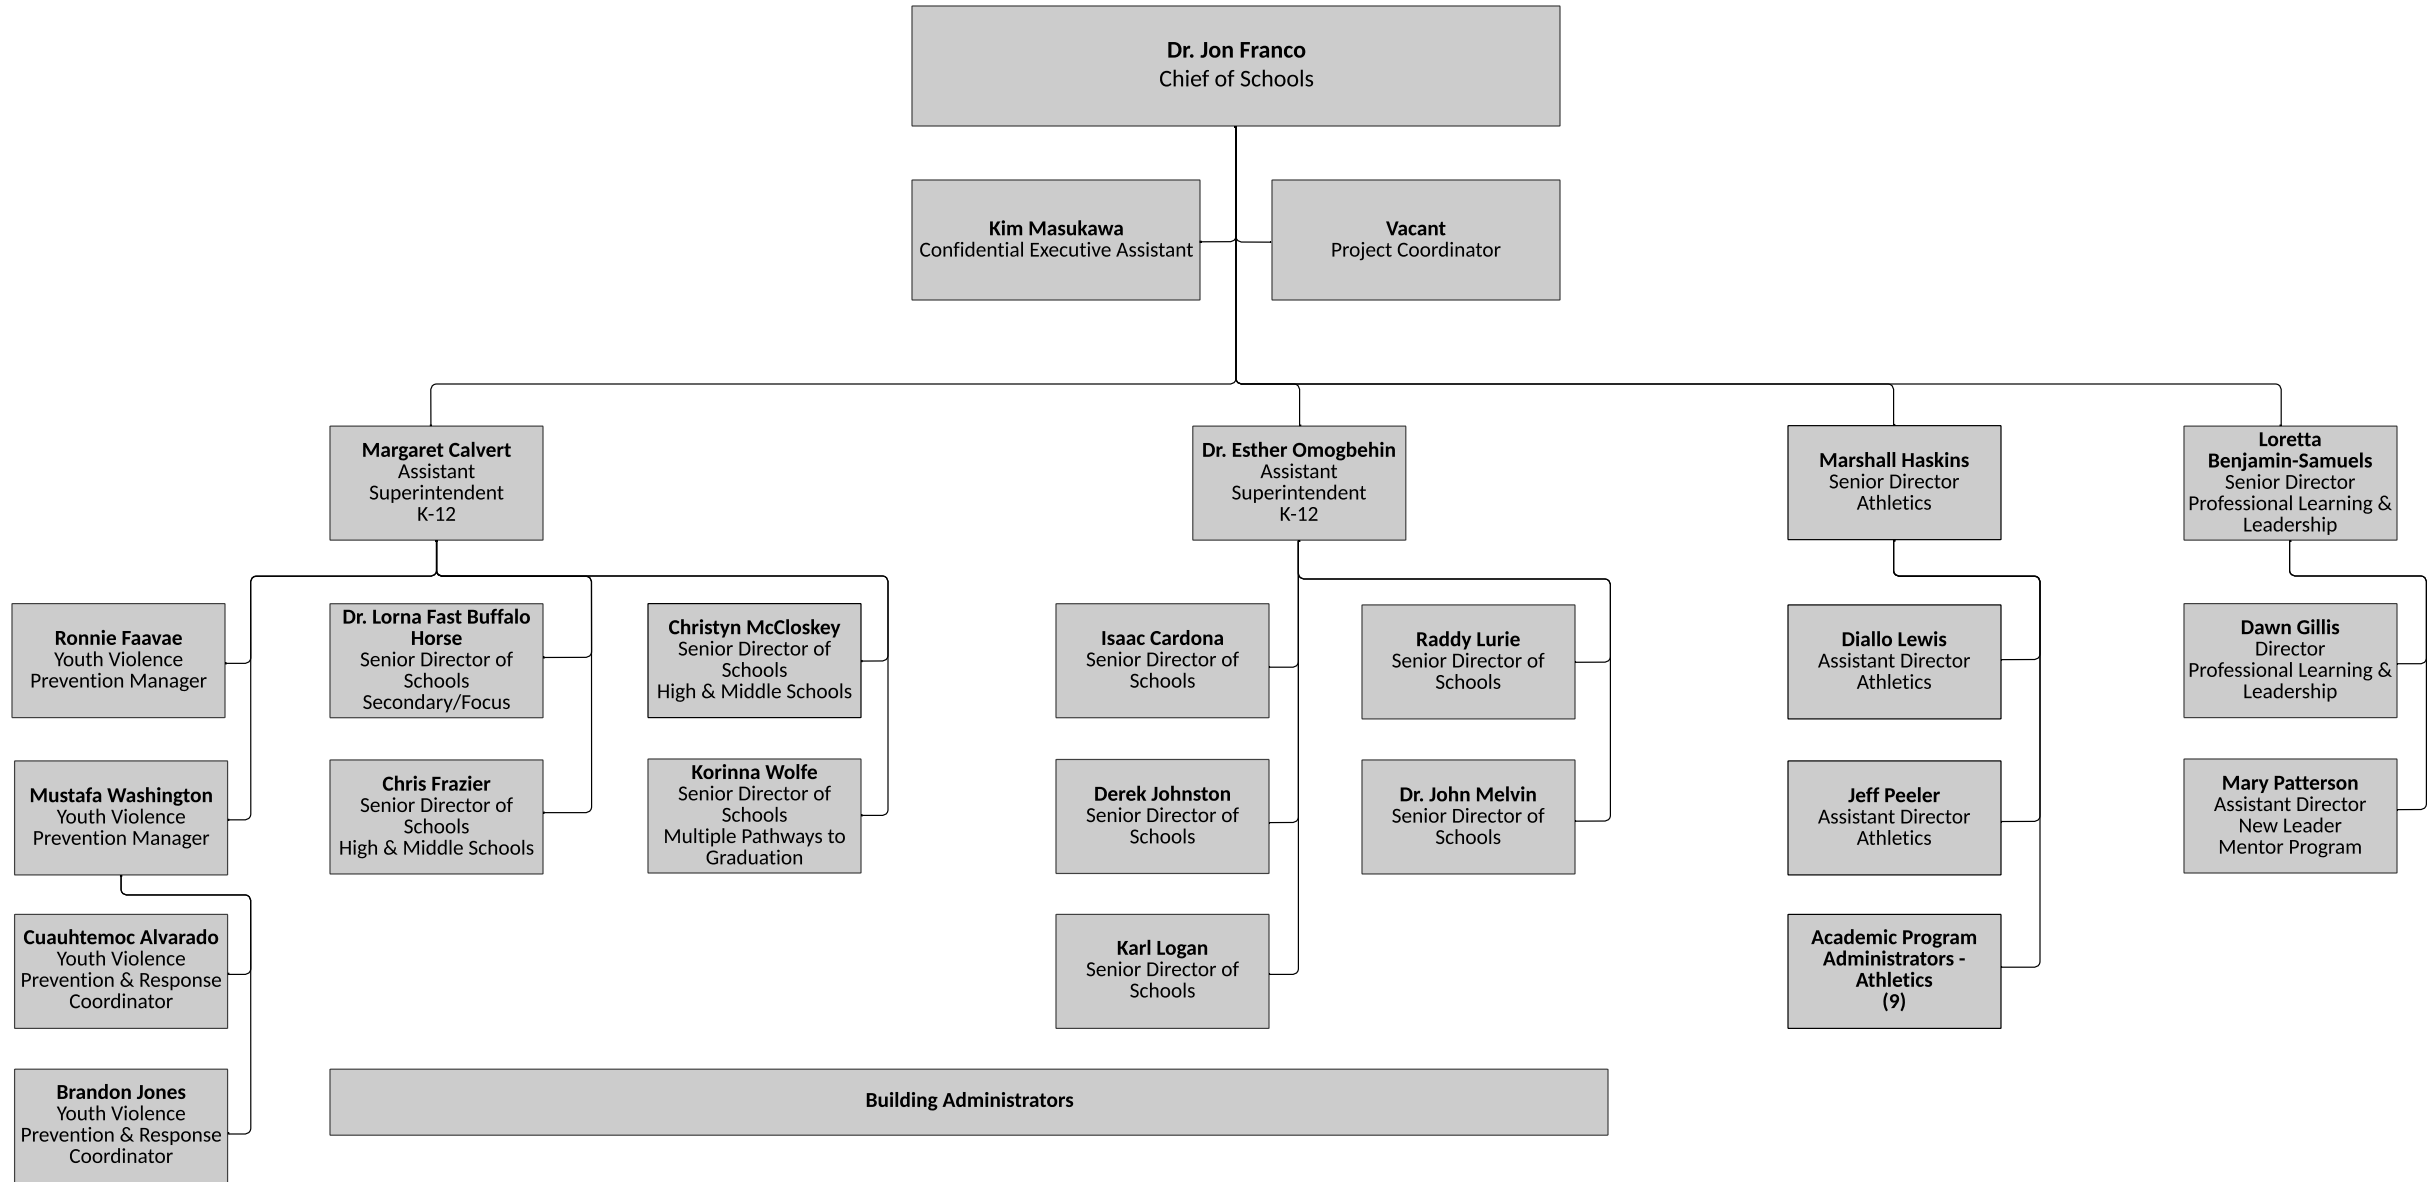 Dr. Jon Franco
Chief of Schools
Kim Masukawa
Confidential Executive Assistant
Vacant
Project Coordinator
Margaret Calvert
Assistant
Superintendent
K-12
Dr. Esther Omogbehin
Assistant
Superintendent
K-12
Marshall Haskins
Senior Director
Athletics
Loretta
Benjamin-Samuels
Senior Director
Professional Learning &
Leadership
Ronnie Faavae
Youth Violence
Prevention Manager
Dr. Lorna Fast Buffalo
Horse
Senior Director of
Schools
Secondary/Focus
Christyn McCloskey
Senior Director of
Schools
High & Middle Schools
Isaac Cardona
Senior Director of
Schools
Raddy Lurie
Senior Director of
Schools
Diallo Lewis
Assistant Director
Athletics
Dawn Gillis
Director
Professional Learning &
Leadership
Mustafa Washington
Youth Violence
Prevention Manager
Chris Frazier
Senior Director of
Schools
High & Middle Schools
Korinna Wolfe
Senior Director of
Schools
Multiple Pathways to
Graduation
Derek Johnston
Senior Director of
Schools
Dr. John Melvin
Senior Director of
Schools
Jeff Peeler
Assistant Director
Athletics
Mary Patterson
Assistant Director
New Leader
Mentor Program
Cuauhtemoc Alvarado
Youth Violence
Prevention & Response
Coordinator
Karl Logan
Senior Director of
Schools
Academic Program
Administrators -
Athletics
(9)
Brandon Jones
Youth Violence
Prevention & Response
Coordinator
Building Administrators